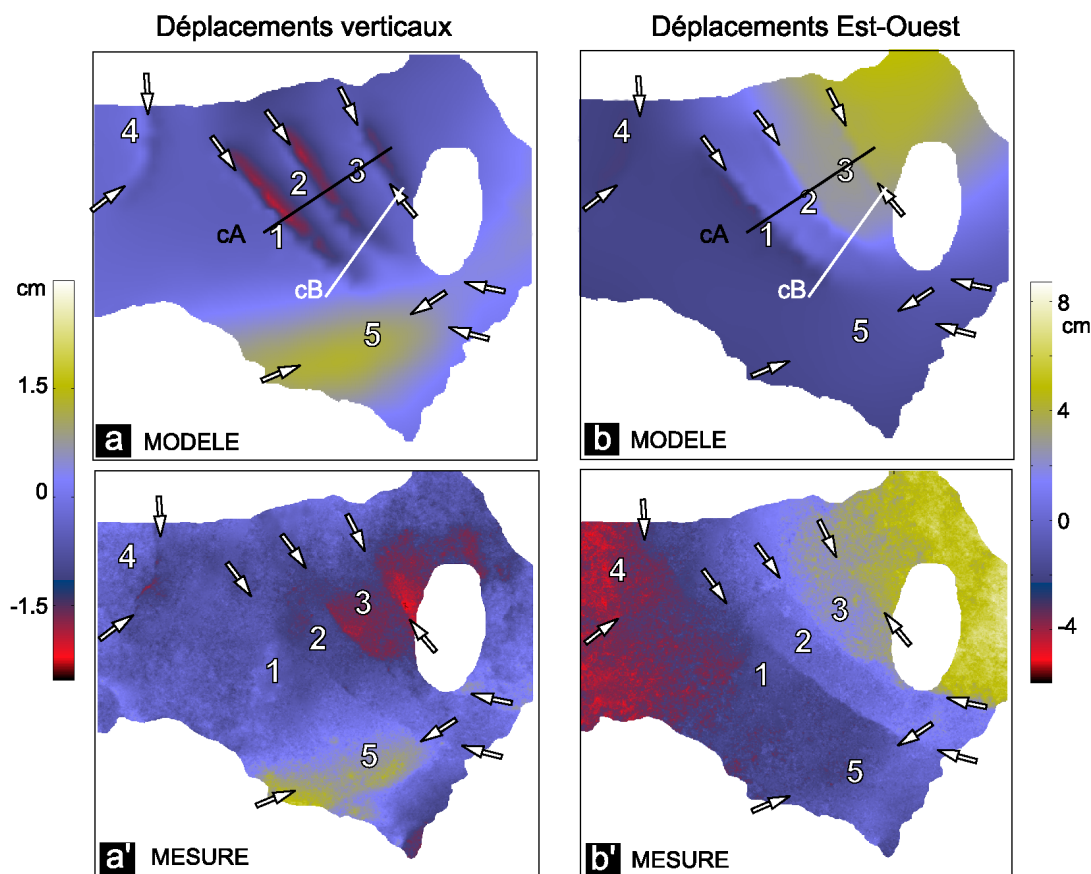 Déplacements verticaux
Déplacements Est-Ouest
4
2
3
cA
1
cB
5
a MODELE
4
3
2
cA
1
cB
5
b MODELE
cm
1.5
0
-1.5
8
cm
4
0
-4
4
3
2
1
5
a' MESURE
4
3
2
1
5
b' MESURE